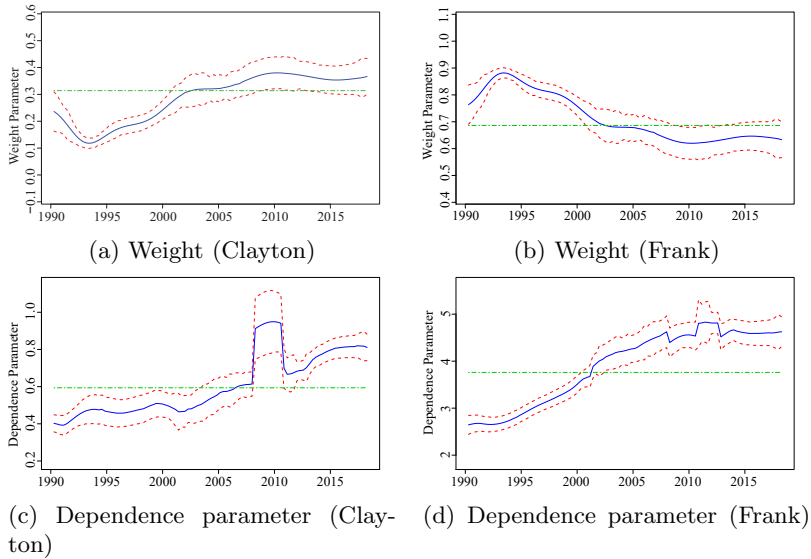 0.6
0.5
0.4
0.3
0.2
0.1
−0.1
Weight Parameter
1990 1995 2000 2005 2010 2015
(a) Weight (Clayton)
1.1
1.0
0.9
0.8
0.7
0.6
0.5
0.4
Weight Parameter
1990 1995 2000 2005 2010 2015
(b) Weight (Frank)
1.0
0.8
0.6
0.4
0.2
Dependence Parameter
1990 1995 2000 2005 2010 2015
(c) Dependence parameter (Clay-
ton)
5
4
3
2
Dependence Parameter
1990 1995 2000 2005 2010 2015
(d) Dependence parameter (Frank)